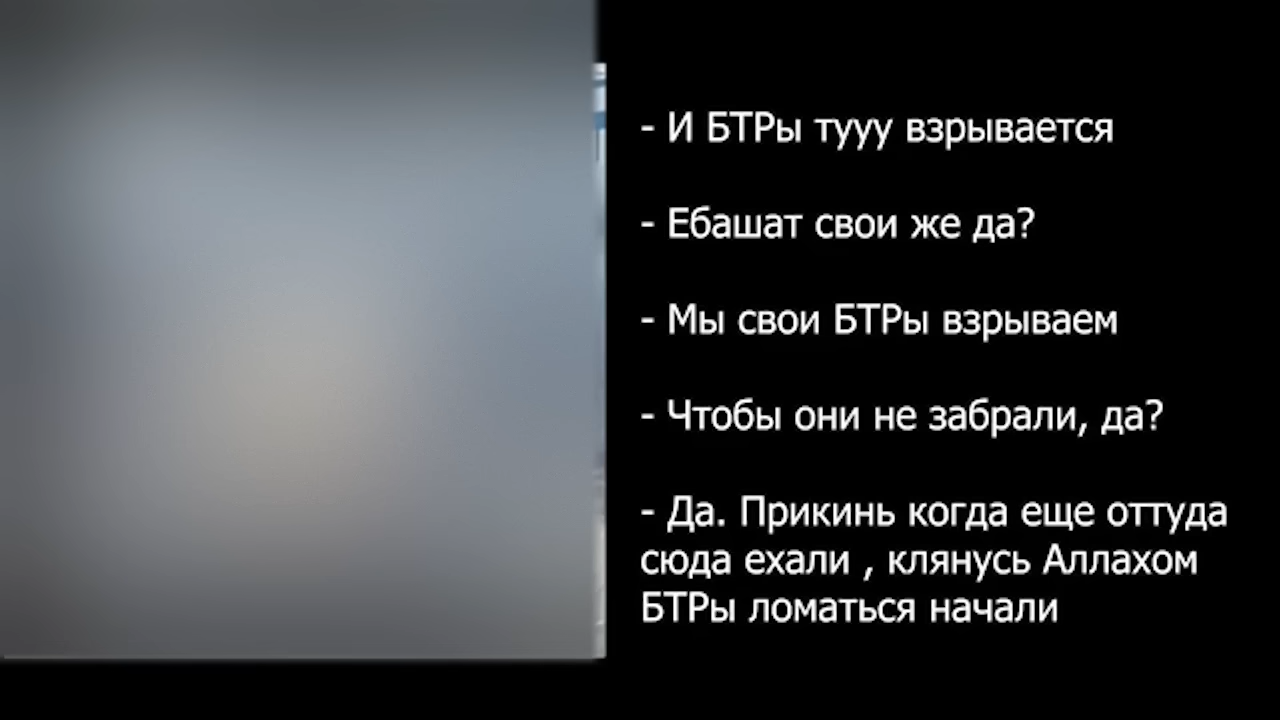 - И БТРы тууу взрывается
- Ебашат свои же да?
- Мы свои БТРы взрываем
- Чтобы они не забрали, да?
- Да. Прикинь когда еще оттуда
сюда ехали , клянусь Аллахом
БТРы ломаться начали